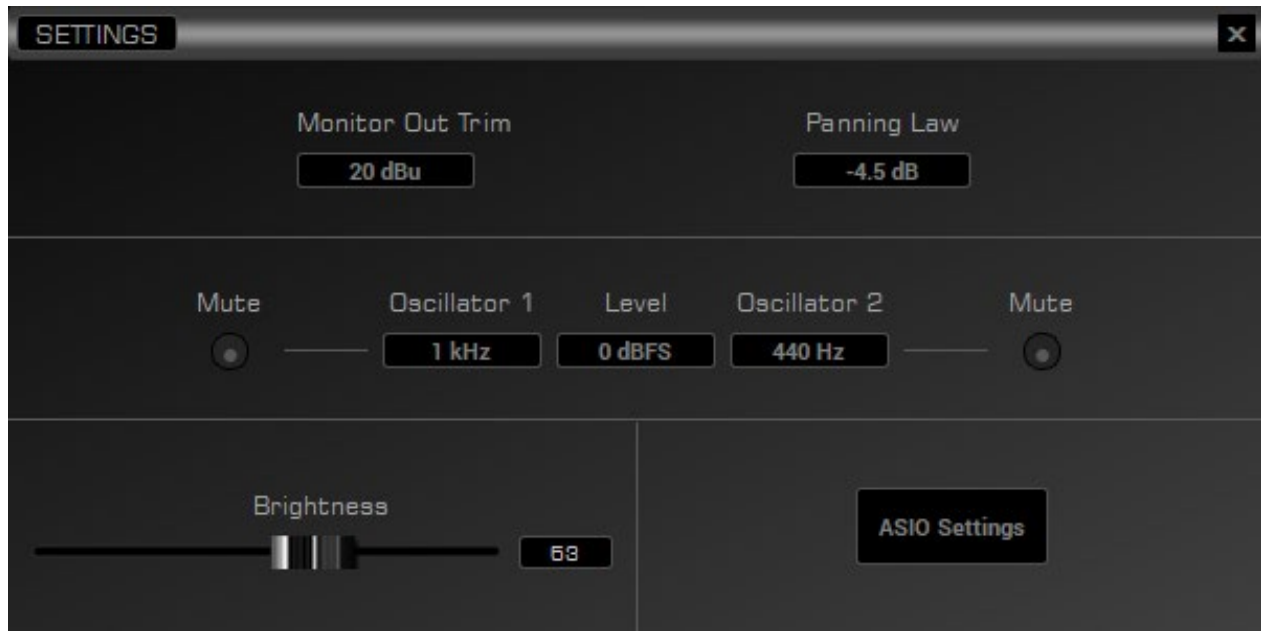 SETTINGS x
Monitor Out Trim Panning Law
20 dBu -4.5 dB
Mute Oscillator 1 Level Oscillator 2 Mute
1 kHz 0 dBFS 440 Hz
Brightness
63
ASIO Settings